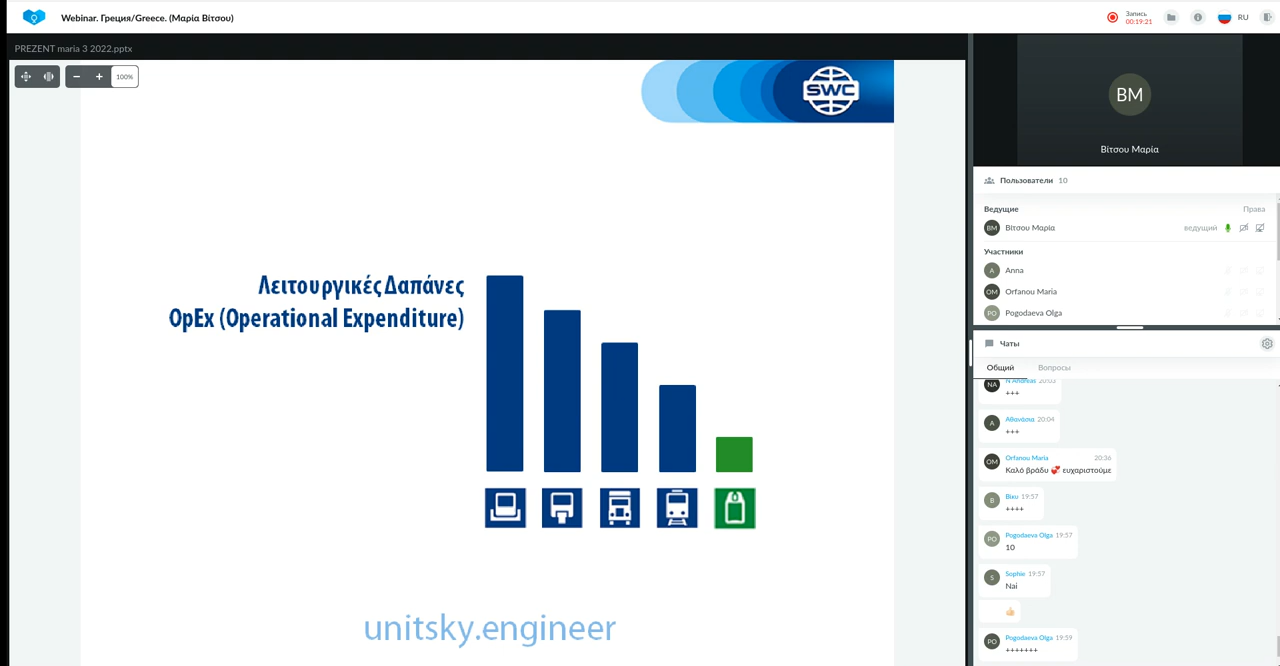 Webinar. Греция/Greece. (Μαρία Βίτσου)
Запись
00:19:21
RU
PREZENT maria 3 2022.pptx
100%
SWC
Λειτουργικές Δαπάνες
OpEx (Operational Expenditure)
unitsky.engineer
BM
Βίτσου Μαρία
Пользователи 10
Ведущие Права
BM Βίτσου Μαρία ведущий
Участники
A Anna
OM Orfanou Maria
PO Pogodaeva Olga
Чаты
Общий Вопросы
NA N Andreas 20:03
+++
A Αθανάσια 20:04
+++
OM Orfanou Maria 20:36
Καλό βράδυ 💞 ευχαριστούμε
B Βίκυ 19:57
++++
PO Pogodaeva Olga 19:57
10
S Sophie 19:57
Nai
👍🏻
PO Pogodaeva Olga 19:59
+++++++